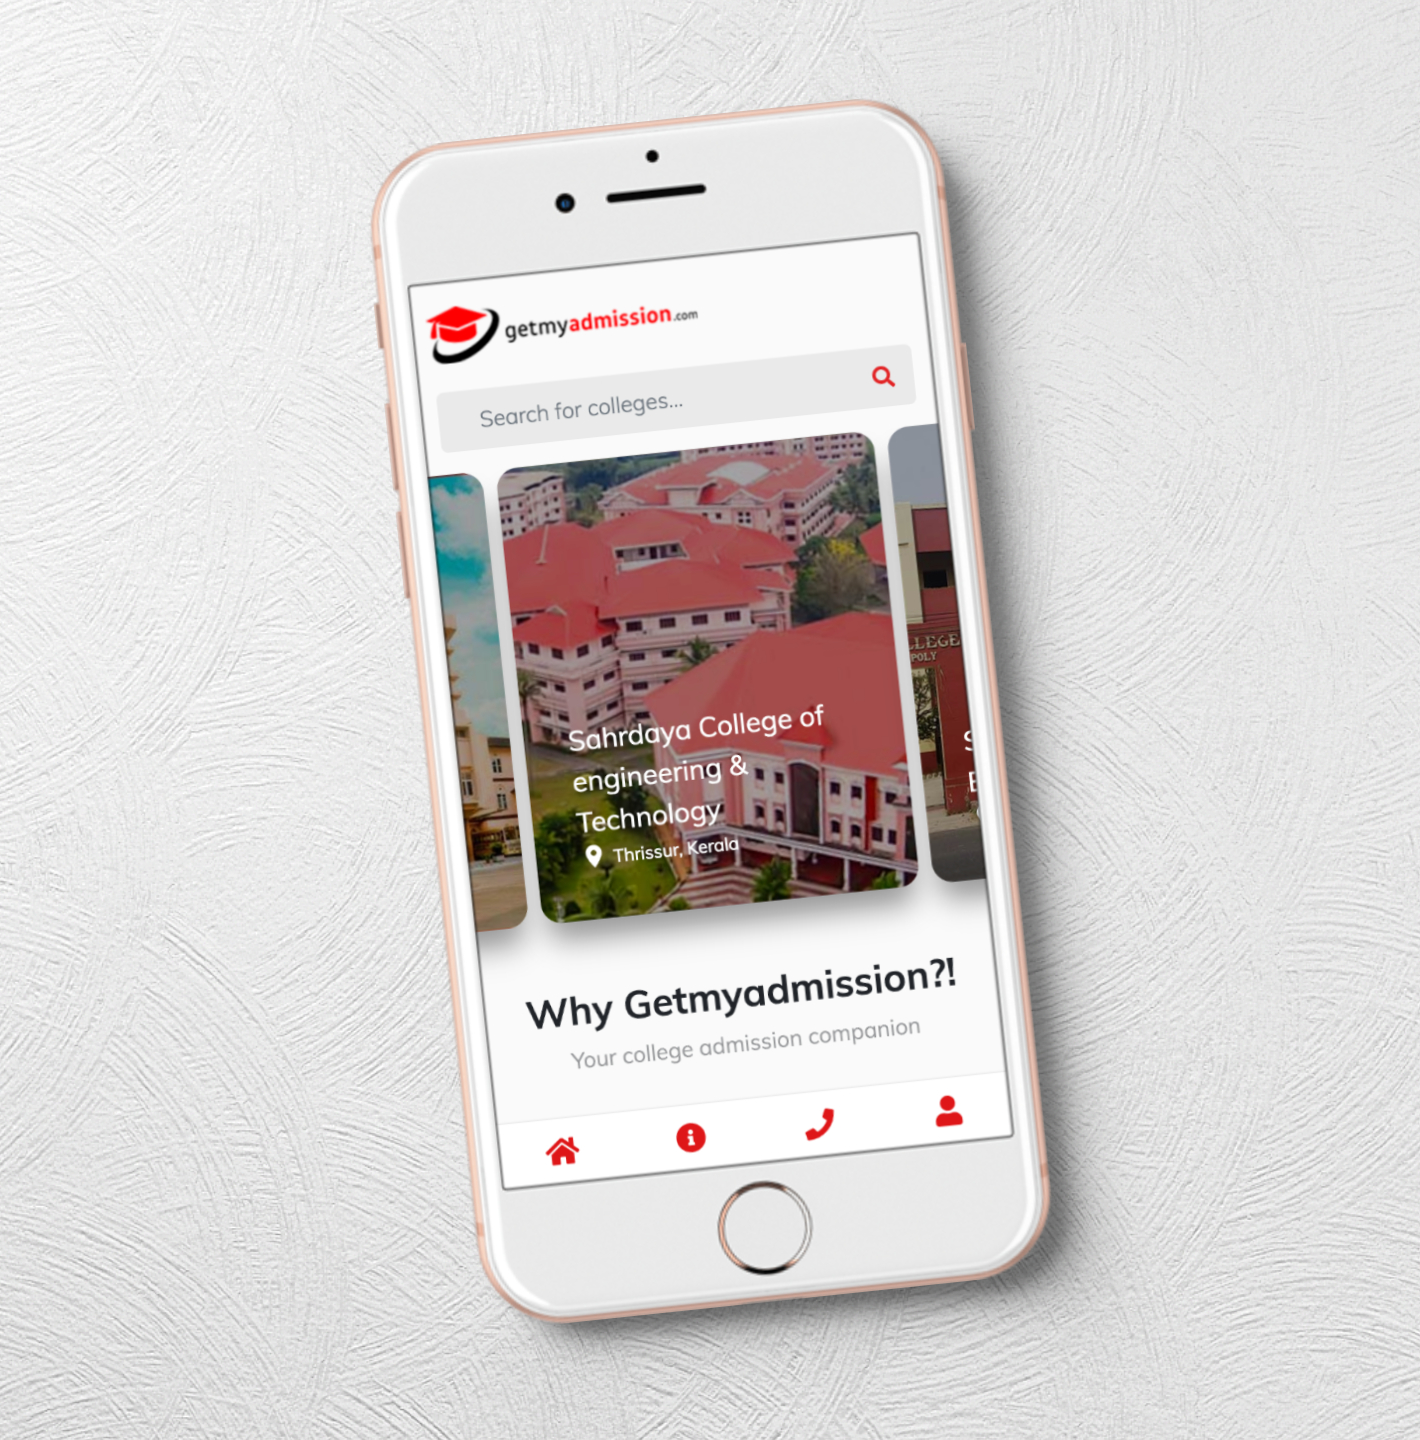 getmyadmission.com
Search for colleges...
LLEGE
POLY
Sahrdaya College of
engineering &
Technology
Thrissur, Kerala
S
E
Why Getmyadmission?!
Your college admission companion